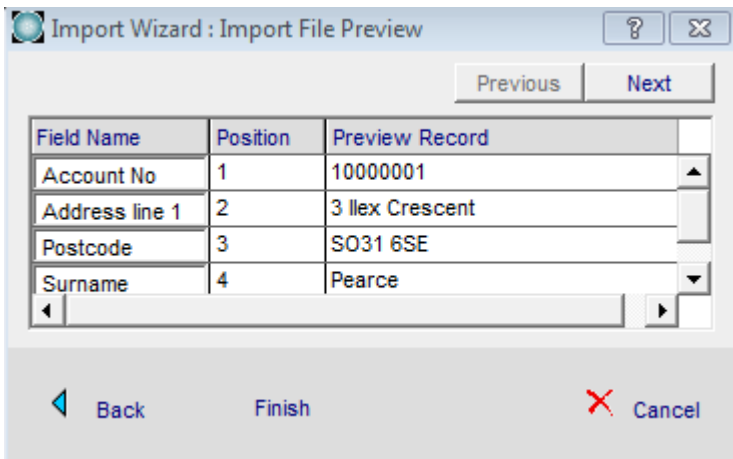 Import Wizard : Import File Preview ?
Previous Next
Field Name Position Preview Record
Account No 1 10000001
Address line 1 2 3 Ilex Crescent
Postcode 3 SO31 6SE
Surname 4 Pearce
Back Finish Cancel